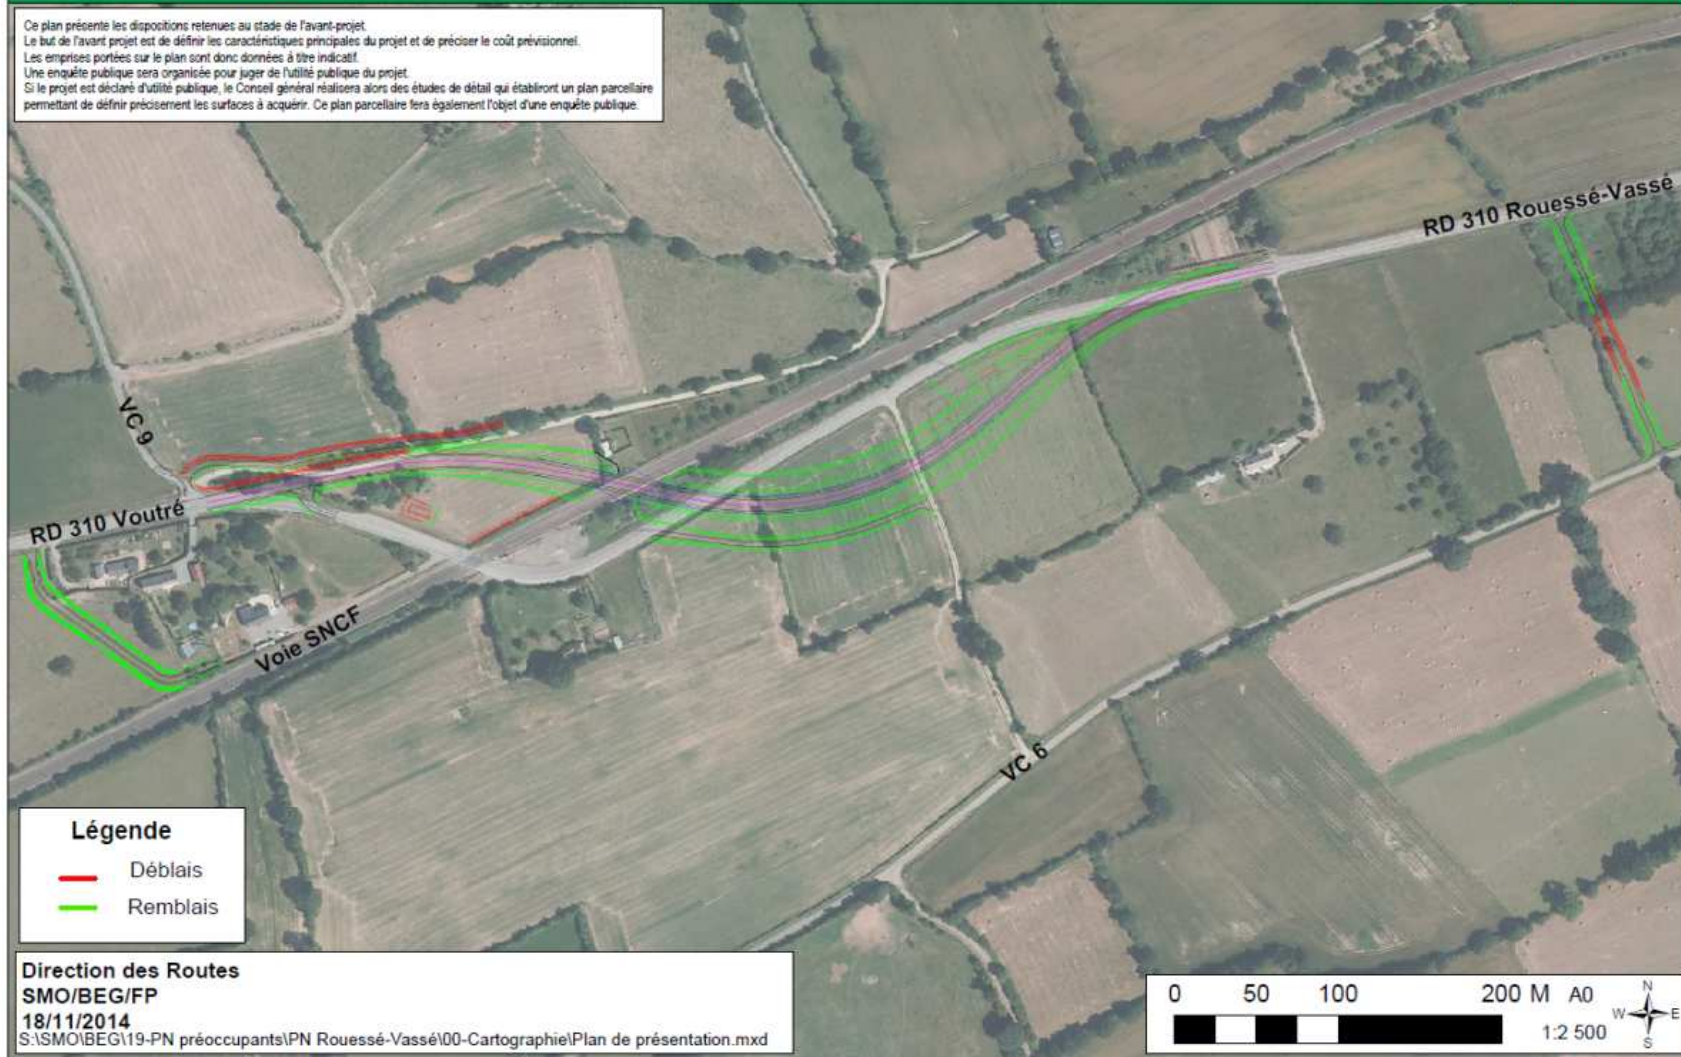 Ce plan présente les dispositions retenues au stade de l'avant-projet.
Le but de l'avant projet est de définir les caractéristiques principales du projet et de préciser le coût prévisionnel.
Les emprises portées sur le plan sont donc données à titre indicatif.
Une enquête publique sera organisée pour juger de l'utilité publique du projet.
Si le projet est déclaré d'utilité publique, le Conseil général réalisera alors des études de détail qui établiront un plan parcellaire
permettant de définir précisement les surfaces à acquérir. Ce plan parcellaire fera également l'objet d'une enquête publique.
RD 310 Rouessé-Vassé
VC 9
RD 310 Voutré
Voie SNCF
VC 6
Légende
Déblais
Remblais
Direction des Routes
SMO/BEG/FP
18/11/2014
S:\SMO\BEG\19-PN préoccupants\PN Rouessé-Vassé\00-Cartographie\Plan de présentation.mxd
0 50 100 200 M A0
1:2 500
N
W E
S